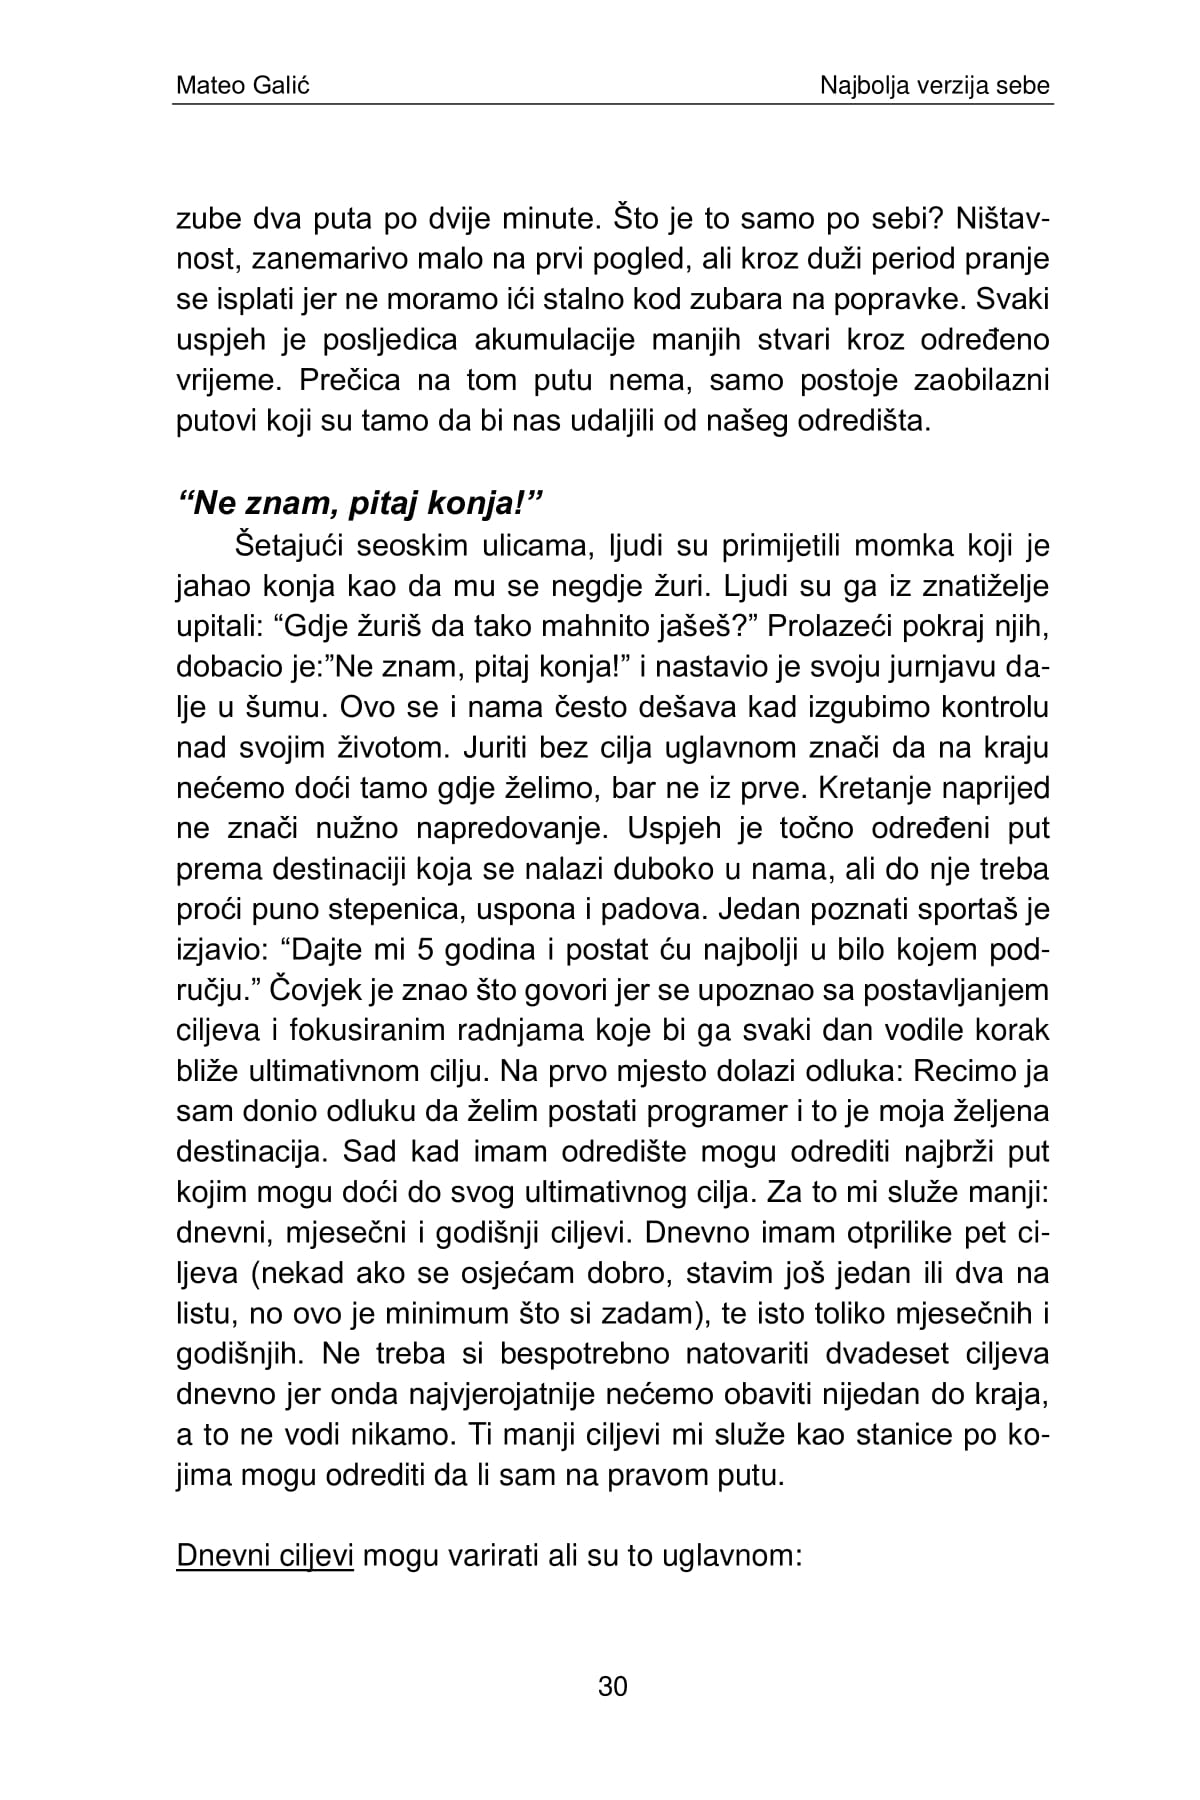 Mateo Galić Najbolja verzija sebe
zube dva puta po dvije minute. Što je to samo po sebi? Ništav-
nost, zanemarivo malo na prvi pogled, ali kroz duži period pranje
se isplati jer ne moramo ići stalno kod zubara na popravke. Svaki
uspjeh je posljedica akumulacije manjih stvari kroz određeno
vrijeme. Prečica na tom putu nema, samo postoje zaobilazni
putovi koji su tamo da bi nas udaljili od našeg odredišta.
“Ne znam, pitaj konja!”
Šetajući seoskim ulicama, ljudi su primijetili momka koji je
jahao konja kao da mu se negdje žuri. Ljudi su ga iz znatiželje
upitali: “Gdje žuriš da tako mahnito jašeš?” Prolazeći pokraj njih,
dobacio je:”Ne znam, pitaj konja!” i nastavio je svoju jurnjavu da-
lje u šumu. Ovo se i nama često dešava kad izgubimo kontrolu
nad svojim životom. Juriti bez cilja uglavnom znači da na kraju
nećemo doći tamo gdje želimo, bar ne iz prve. Kretanje naprijed
ne znači nužno napredovanje. Uspjeh je točno određeni put
prema destinaciji koja se nalazi duboko u nama, ali do nje treba
proći puno stepenica, uspona i padova. Jedan poznati sportaš je
izjavio: “Dajte mi 5 godina i postat ću najbolji u bilo kojem pod-
ručju.” Čovjek je znao što govori jer se upoznao sa postavljanjem
ciljeva i fokusiranim radnjama koje bi ga svaki dan vodile korak
bliže ultimativnom cilju. Na prvo mjesto dolazi odluka: Recimo ja
sam donio odluku da želim postati programer i to je moja željena
destinacija. Sad kad imam odredište mogu odrediti najbrži put
kojim mogu doći do svog ultimativnog cilja. Za to mi služe manji:
dnevni, mjesečni i godišnji ciljevi. Dnevno imam otprilike pet ci-
ljeva (nekad ako se osjećam dobro, stavim još jedan ili dva na
listu, no ovo je minimum što si zadam), te isto toliko mjesečnih i
godišnjih. Ne treba si bespotrebno natovariti dvadeset ciljeva
dnevno jer onda najvjerojatnije nećemo obaviti nijedan do kraja,
a to ne vodi nikamo. Ti manji ciljevi mi služe kao stanice po ko-
jima mogu odrediti da li sam na pravom putu.
Dnevni ciljevi mogu varirati ali su to uglavnom:
30